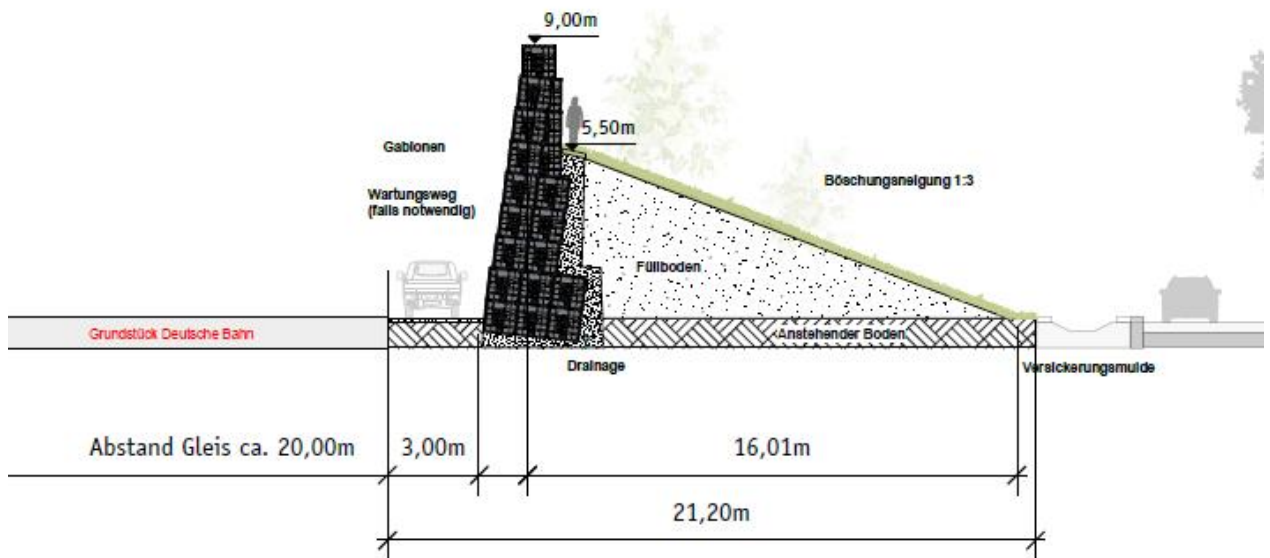 9,00m
5,50m
Gabionen
Böschungsneigung 1:3
Wartungsweg
(falls notwendig)
Füllboden
Grundstück Deutsche Bahn
Anstehender Boden
Drainage
Versickerungsmulde
Abstand Gleis ca. 20,00m
3,00m
16,01m
21,20m